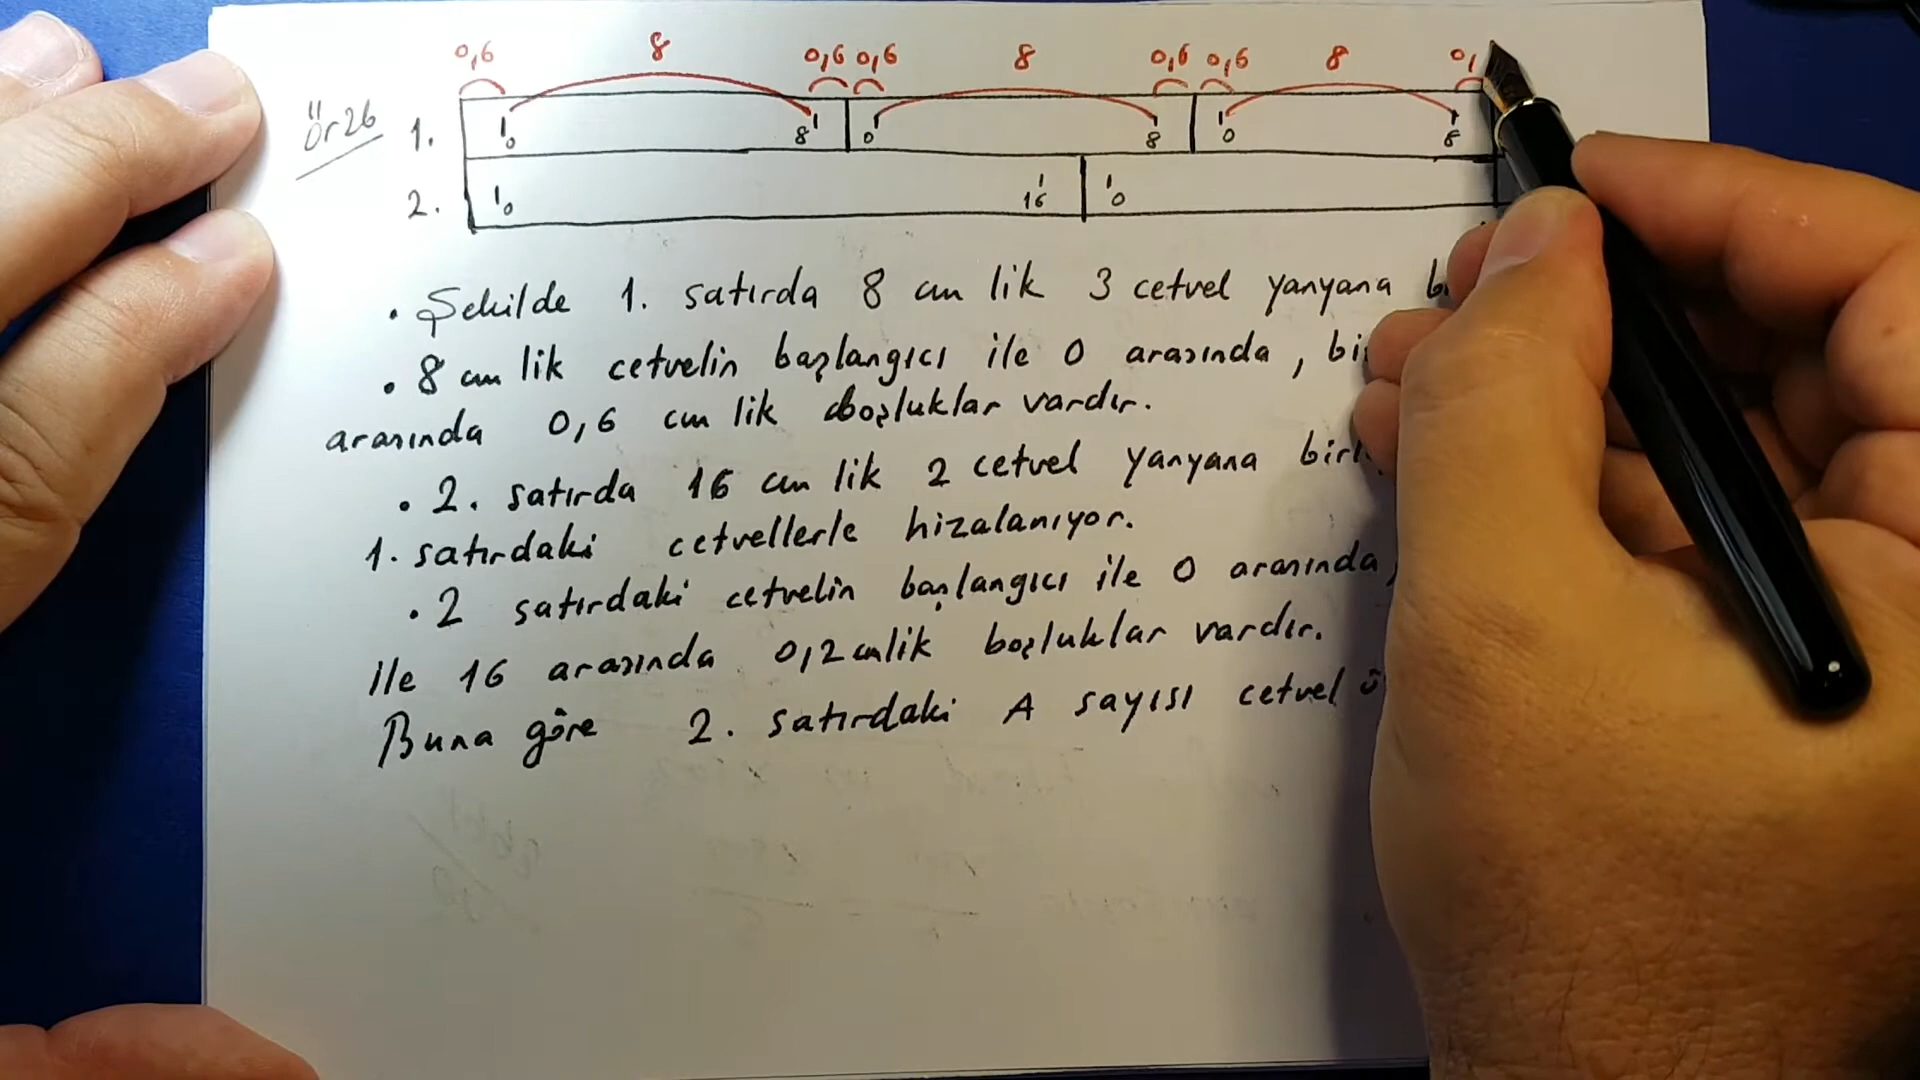 0,6 8 0,6 0,6 8 0,6 0,6 8 0,
Ör26
1. 0 8 0 8 0 8
2. 0 16 0
• Şekilde 1. satırda 8 cm lik 3 cetvel yanyana
• 8 cm lik cetvelin başlangıcı ile 0 arasında,
arasında 0,6 cm lik boşluklar vardır.
• 2. satırda 16 cm lik 2 cetvel yanyana
1. satırdaki cetvellerle hizalanıyor.
• 2 satırdaki cetvelin başlangıcı ile 0 arasında,
ile 16 arasında 0,2 cmlik boşluklar vardır.
Buna göre 2. satırdaki A sayısı cetvel